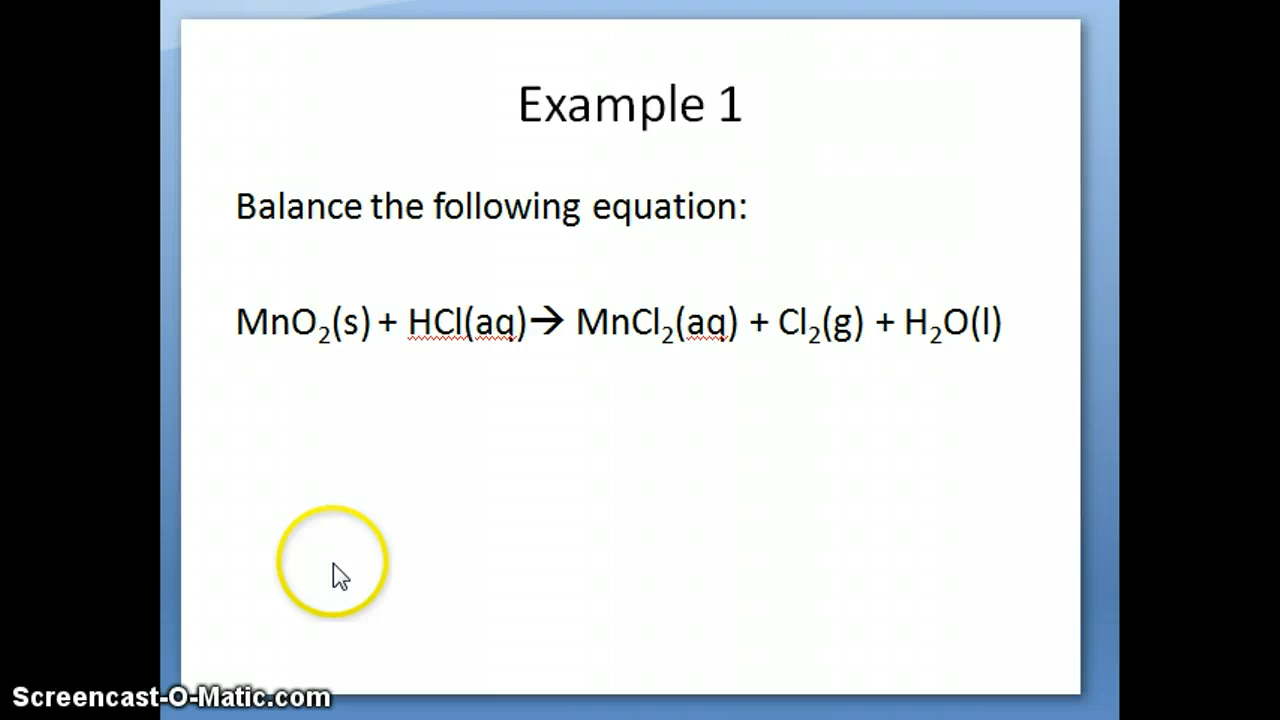 Example 1
Balance the following equation:
MnO₂(s) + HCl(aq)→ MnCl₂(aq) + Cl₂(g) + H₂O(l)
Screencast-O-Matic.com